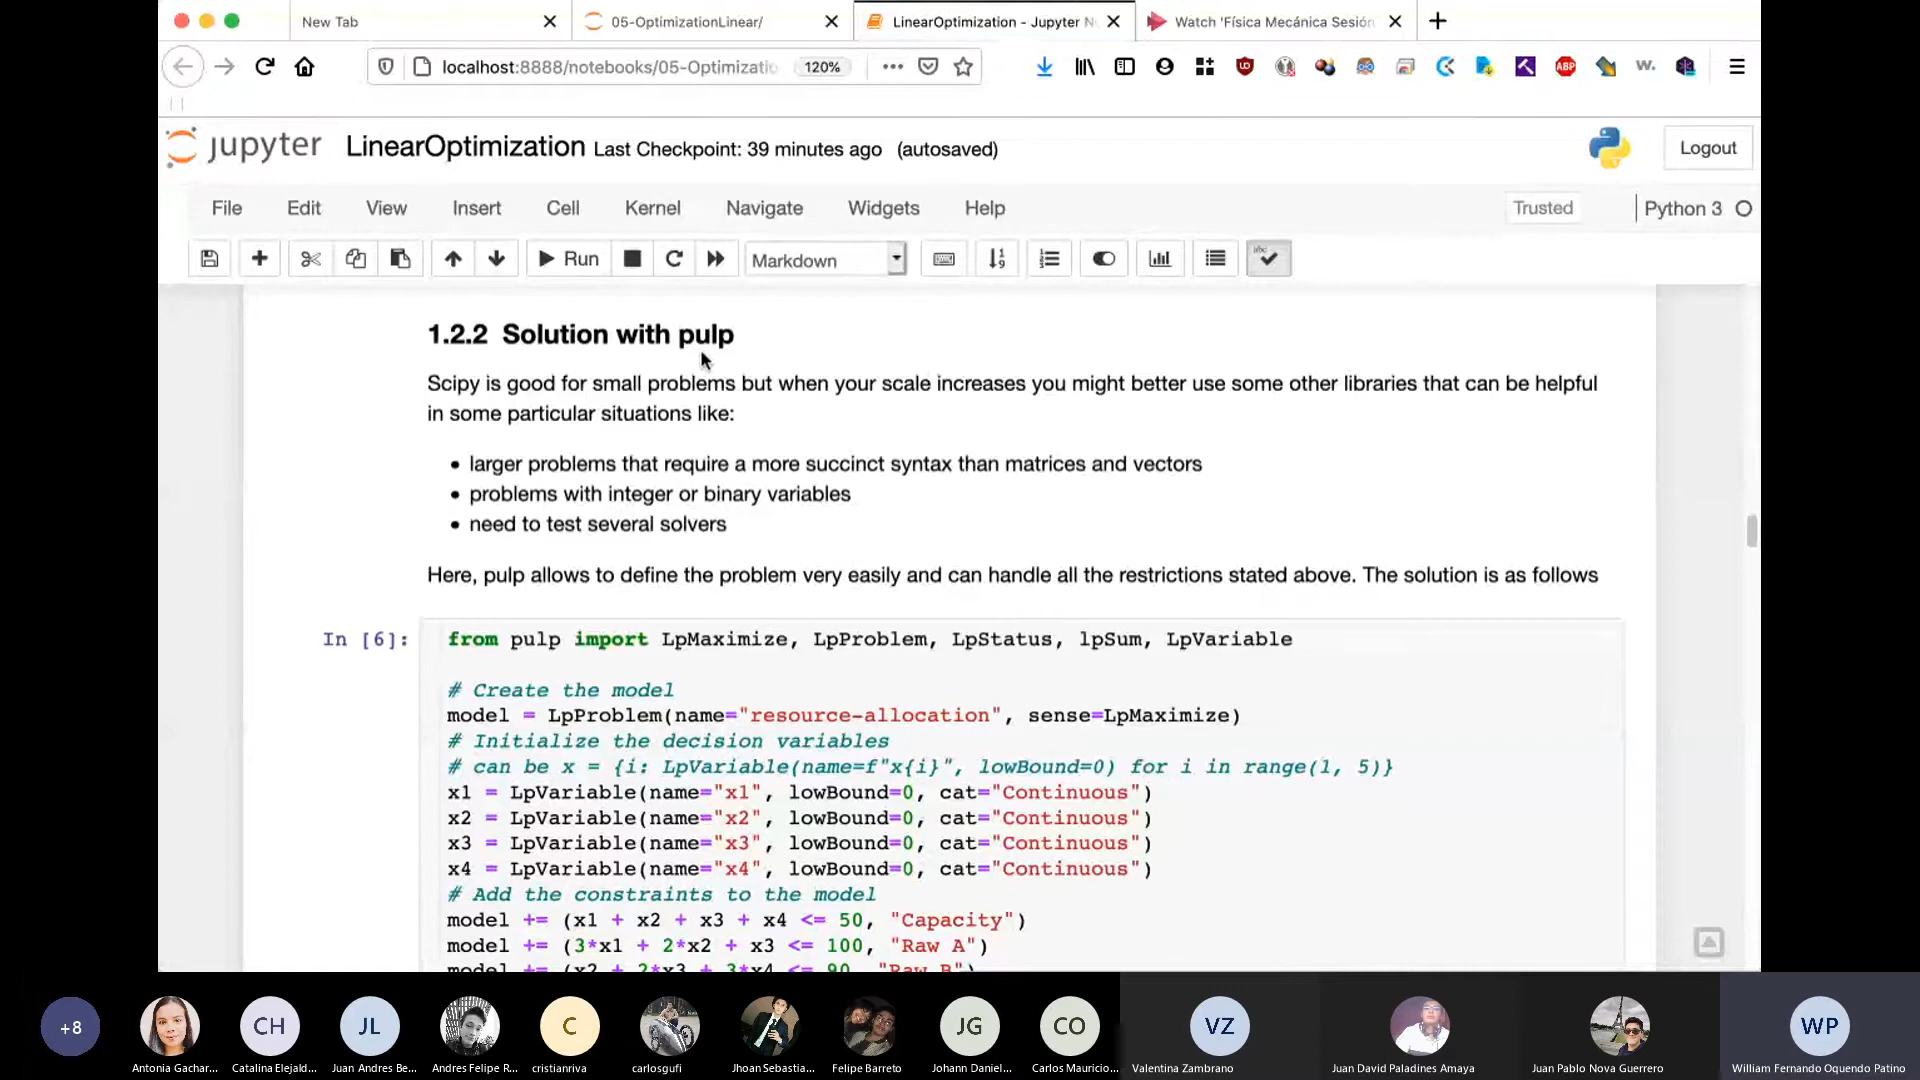 New Tab
05-OptimizationLinear/
LinearOptimization - Jupyter N
Watch 'Física Mecánica Sesión
localhost:8888/notebooks/05-Optimizatio
120%
ABP
w.
jupyter
LinearOptimization Last Checkpoint: 39 minutes ago (autosaved)
Logout
File Edit View Insert Cell Kernel Navigate Widgets Help
Trusted
Python 3
Run
Markdown
abc
1.2.2 Solution with pulp
Scipy is good for small problems but when your scale increases you might better use some other libraries that can be helpful
in some particular situations like:
• larger problems that require a more succinct syntax than matrices and vectors
• problems with integer or binary variables
• need to test several solvers
Here, pulp allows to define the problem very easily and can handle all the restrictions stated above. The solution is as follows
In [6]:
from pulp import LpMaximize, LpProblem, LpStatus, lpSum, LpVariable
# Create the model
model = LpProblem(name="resource-allocation", sense=LpMaximize)
# Initialize the decision variables
# can be x = {i: LpVariable(name=f"x{i}", lowBound=0) for i in range(1, 5)}
x1 = LpVariable(name="x1", lowBound=0, cat="Continuous")
x2 = LpVariable(name="x2", lowBound=0, cat="Continuous")
x3 = LpVariable(name="x3", lowBound=0, cat="Continuous")
x4 = LpVariable(name="x4", lowBound=0, cat="Continuous")
# Add the constraints to the model
model += (x1 + x2 + x3 + x4 <= 50, "Capacity")
model += (3*x1 + 2*x2 + x3 <= 100, "Raw A")
model += (x2 + 2*x3 + 3*x4 <= 90, "Raw B")
+8
CH
JL
C
JG
CO
VZ
WP
Antonia Gachar...
Catalina Elejald...
Juan Andres Be...
Andres Felipe R...
cristianriva
carlosgufi
Jhoan Sebastia...
Felipe Barreto
Johann Daniel...
Carlos Mauricio...
Valentina Zambrano
Juan David Paladines Amaya
Juan Pablo Nova Guerrero
William Fernando Oquendo Patino